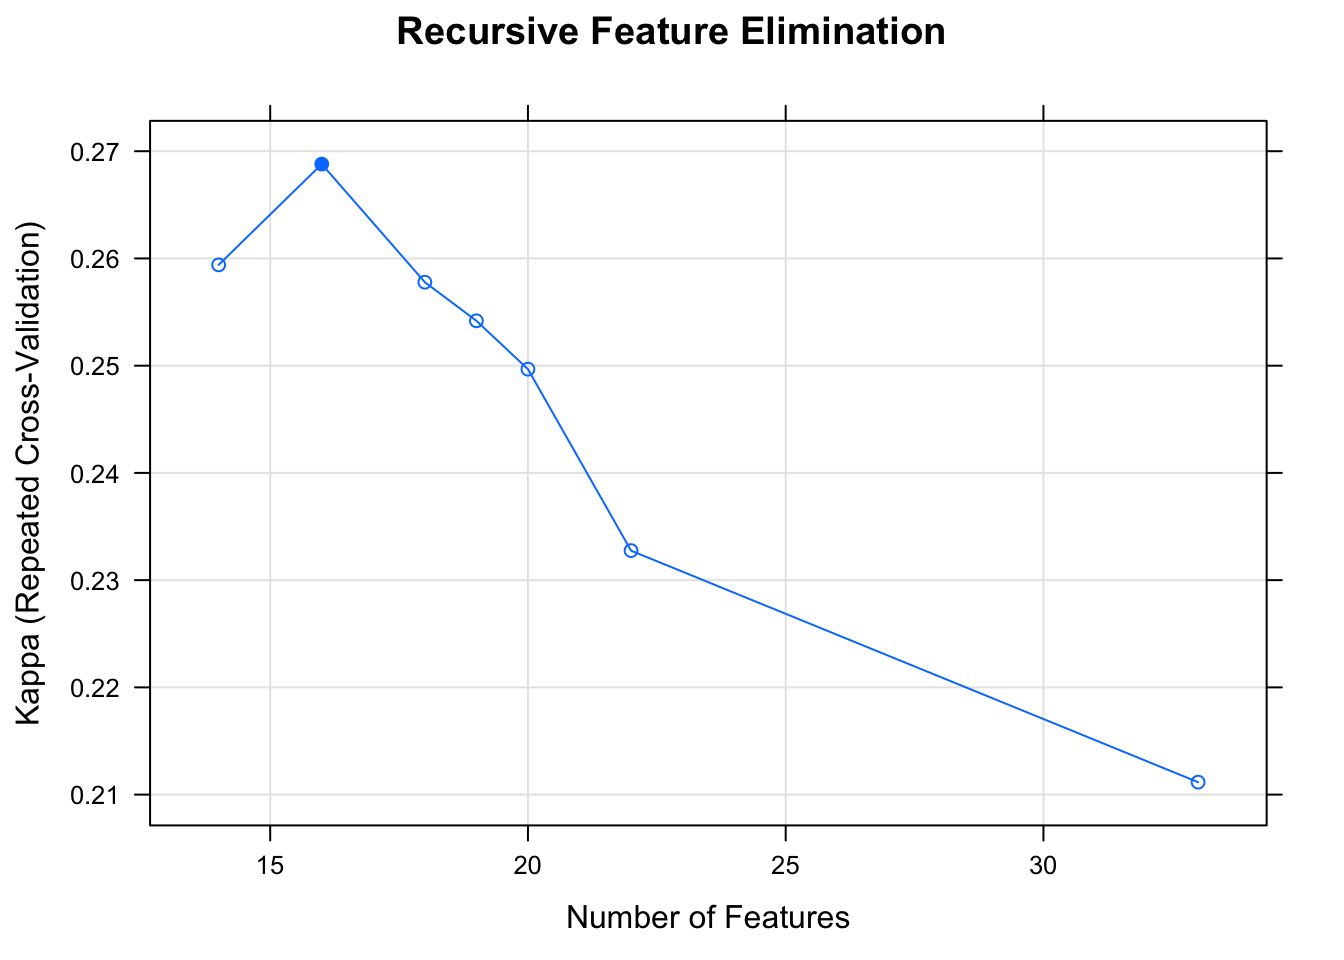 Recursive Feature Elimination
Kappa (Repeated Cross-Validation)
0.27
0.26
0.25
0.24
0.23
0.22
0.21
15 20 25 30
Number of Features